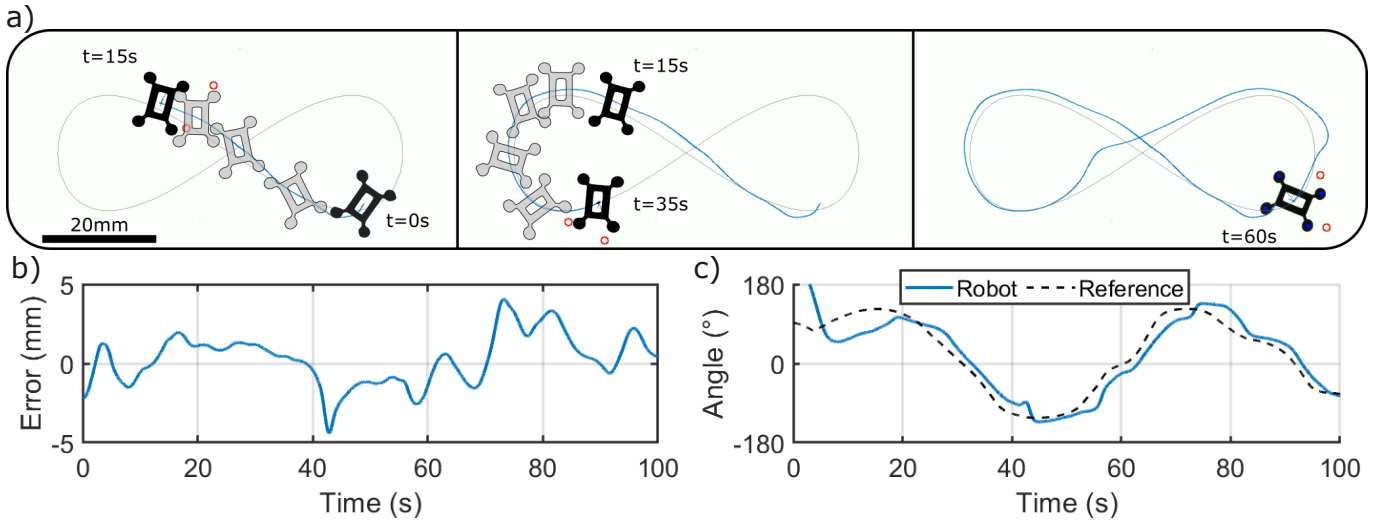 a)
t=15s
t=0s
20mm
t=15s
t=35s
t=60s
b)
5
0
-5
Error (mm)
0
20
40
60
80
100
Time (s)
c)
Robot
Reference
180
0
-180
Angle (°)
0
20
40
60
80
100
Time (s)